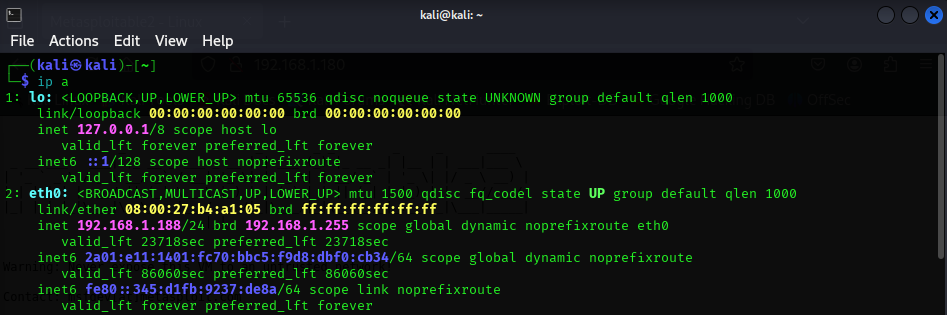 kali@kali: ~
File Actions Edit View Help
┌──(kali㉿kali)-[~]
└─$ ip a
1: lo: <LOOPBACK,UP,LOWER_UP> mtu 65536 qdisc noqueue state UNKNOWN group default qlen 1000
    link/loopback 00:00:00:00:00:00 brd 00:00:00:00:00:00
    inet 127.0.0.1/8 scope host lo
       valid_lft forever preferred_lft forever
    inet6 ::1/128 scope host noprefixroute
       valid_lft forever preferred_lft forever
2: eth0: <BROADCAST,MULTICAST,UP,LOWER_UP> mtu 1500 qdisc fq_codel state UP group default qlen 1000
    link/ether 08:00:27:b4:a1:05 brd ff:ff:ff:ff:ff:ff
    inet 192.168.1.188/24 brd 192.168.1.255 scope global dynamic noprefixroute eth0
       valid_lft 23718sec preferred_lft 23718sec
    inet6 2a01:e11:1401:fc70:bbc5:f9d8:dbf0:cb34/64 scope global dynamic noprefixroute
       valid_lft 86060sec preferred_lft 86060sec
    inet6 fe80::345:d1fb:9237:de8a/64 scope link noprefixroute
       valid_lft forever preferred_lft forever
192.168.1.180